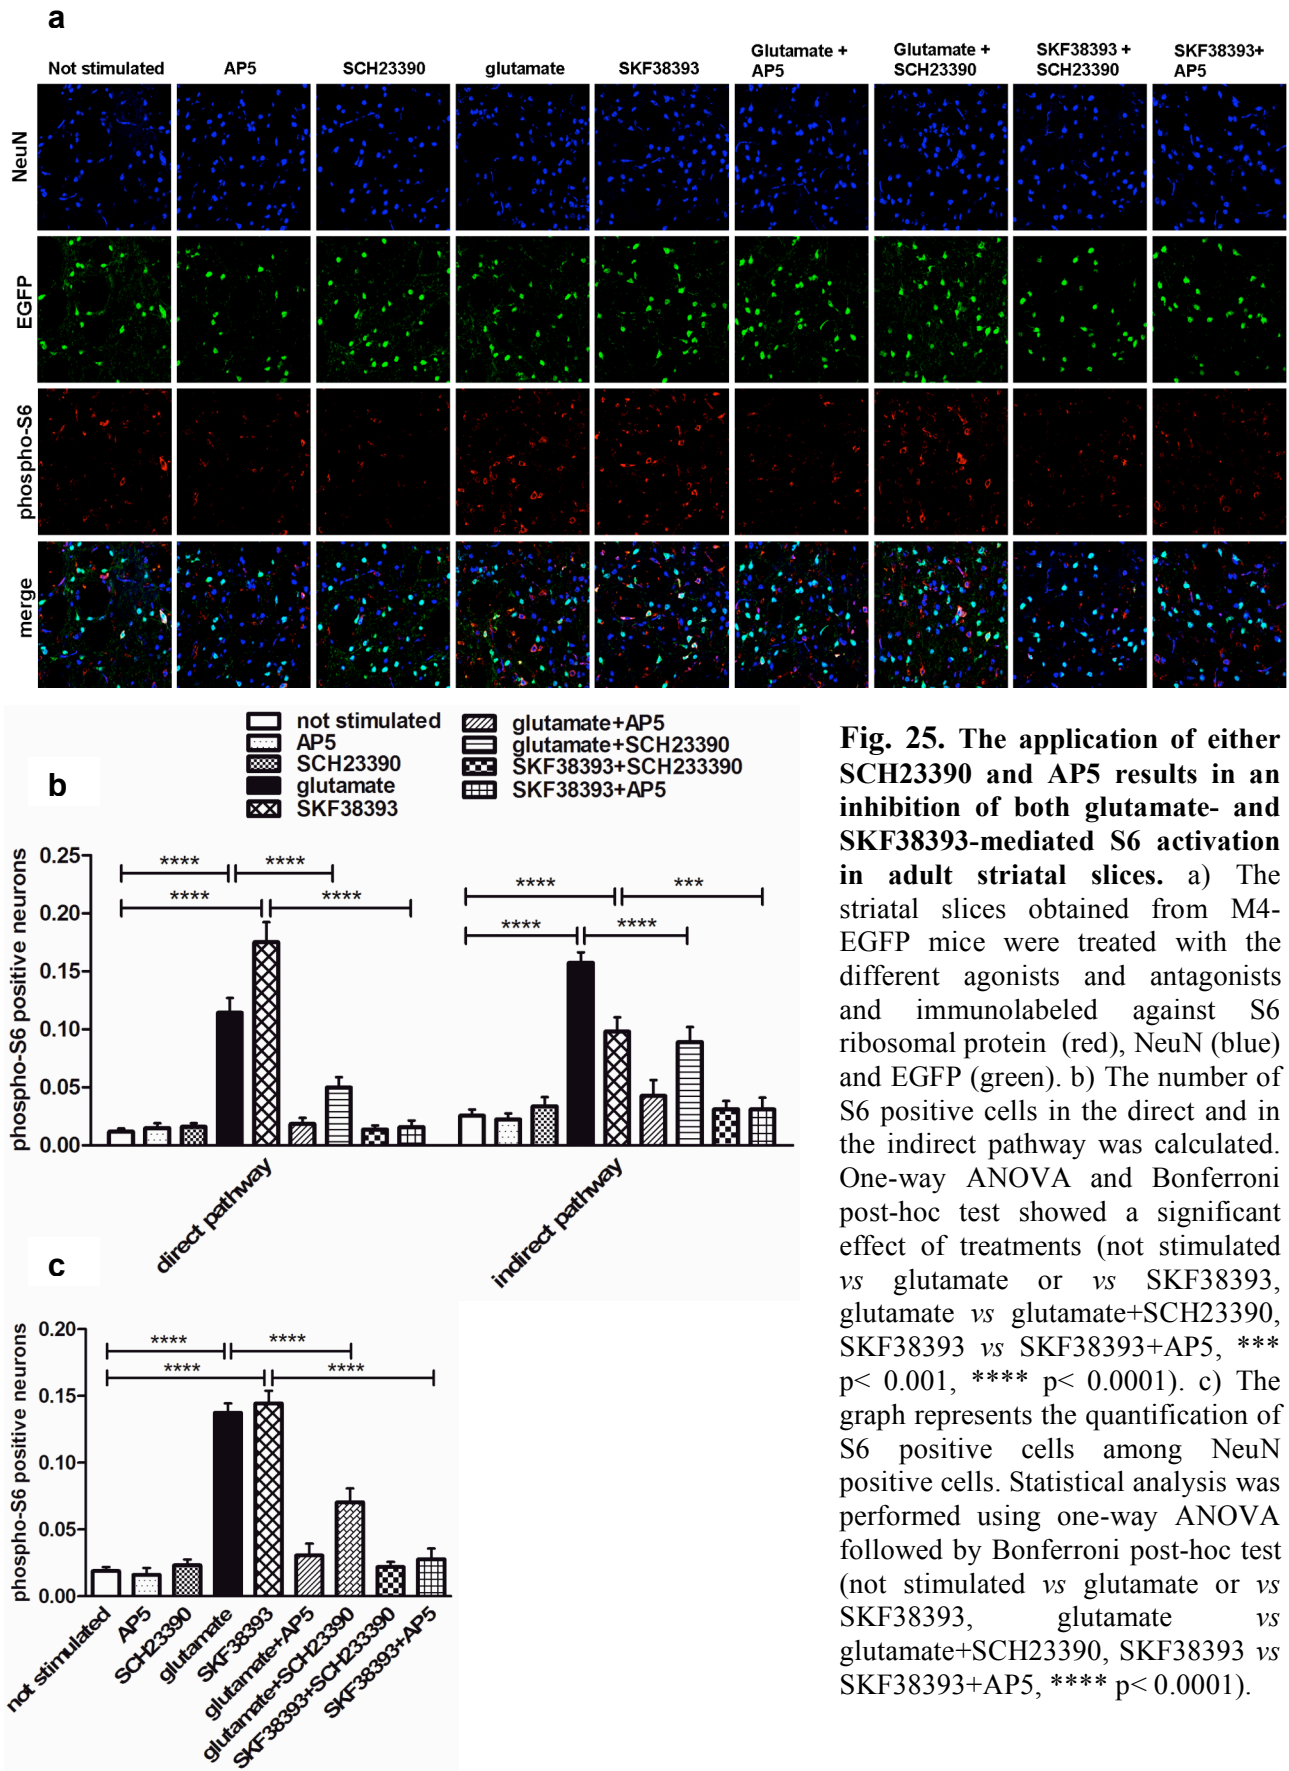 a
Not stimulated
AP5
SCH23390
glutamate
SKF38393
Glutamate +
AP5
Glutamate +
SCH23390
SKF38393 +
SCH23390
SKF38393+
AP5
NeuN
EGFP
phospho-S6
merge
b
not stimulated
AP5
SCH23390
glutamate
SKF38393
glutamate+AP5
glutamate+SCH23390
SKF38393+SCH233390
SKF38393+AP5
phospho-S6 positive neurons
0.25
0.20
0.15
0.10
0.05
0.00
**** ****
**** ****
**** ***
**** ****
direct pathway
indirect pathway
c
phospho-S6 positive neurons
0.20
0.15
0.10
0.05
0.00
**** ****
**** ****
not stimulated
AP5
SCH23390
glutamate
SKF38393
glutamate+AP5
glutamate+SCH23390
SKF38393+SCH233390
SKF38393+AP5
Fig. 25. The application of either
SCH23390 and AP5 results in an
inhibition of both glutamate- and
SKF38393-mediated S6 activation
in adult striatal slices. a) The
striatal slices obtained from M4-
EGFP mice were treated with the
different agonists and antagonists
and immunolabeled against S6
ribosomal protein (red), NeuN (blue)
and EGFP (green). b) The number of
S6 positive cells in the direct and in
the indirect pathway was calculated.
One-way ANOVA and Bonferroni
post-hoc test showed a significant
effect of treatments (not stimulated
vs glutamate or vs SKF38393,
glutamate vs glutamate+SCH23390,
SKF38393 vs SKF38393+AP5, ***
p< 0.001, **** p< 0.0001). c) The
graph represents the quantification of
S6 positive cells among NeuN
positive cells. Statistical analysis was
performed using one-way ANOVA
followed by Bonferroni post-hoc test
(not stimulated vs glutamate or vs
SKF38393, glutamate vs
glutamate+SCH23390, SKF38393 vs
SKF38393+AP5, **** p< 0.0001).